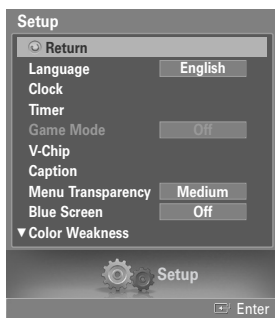 Setup
Return
Language English
Clock
Timer
Game Mode Off
V-Chip
Caption
Menu Transparency Medium
Blue Screen Off
▼ Color Weakness
Setup
Enter